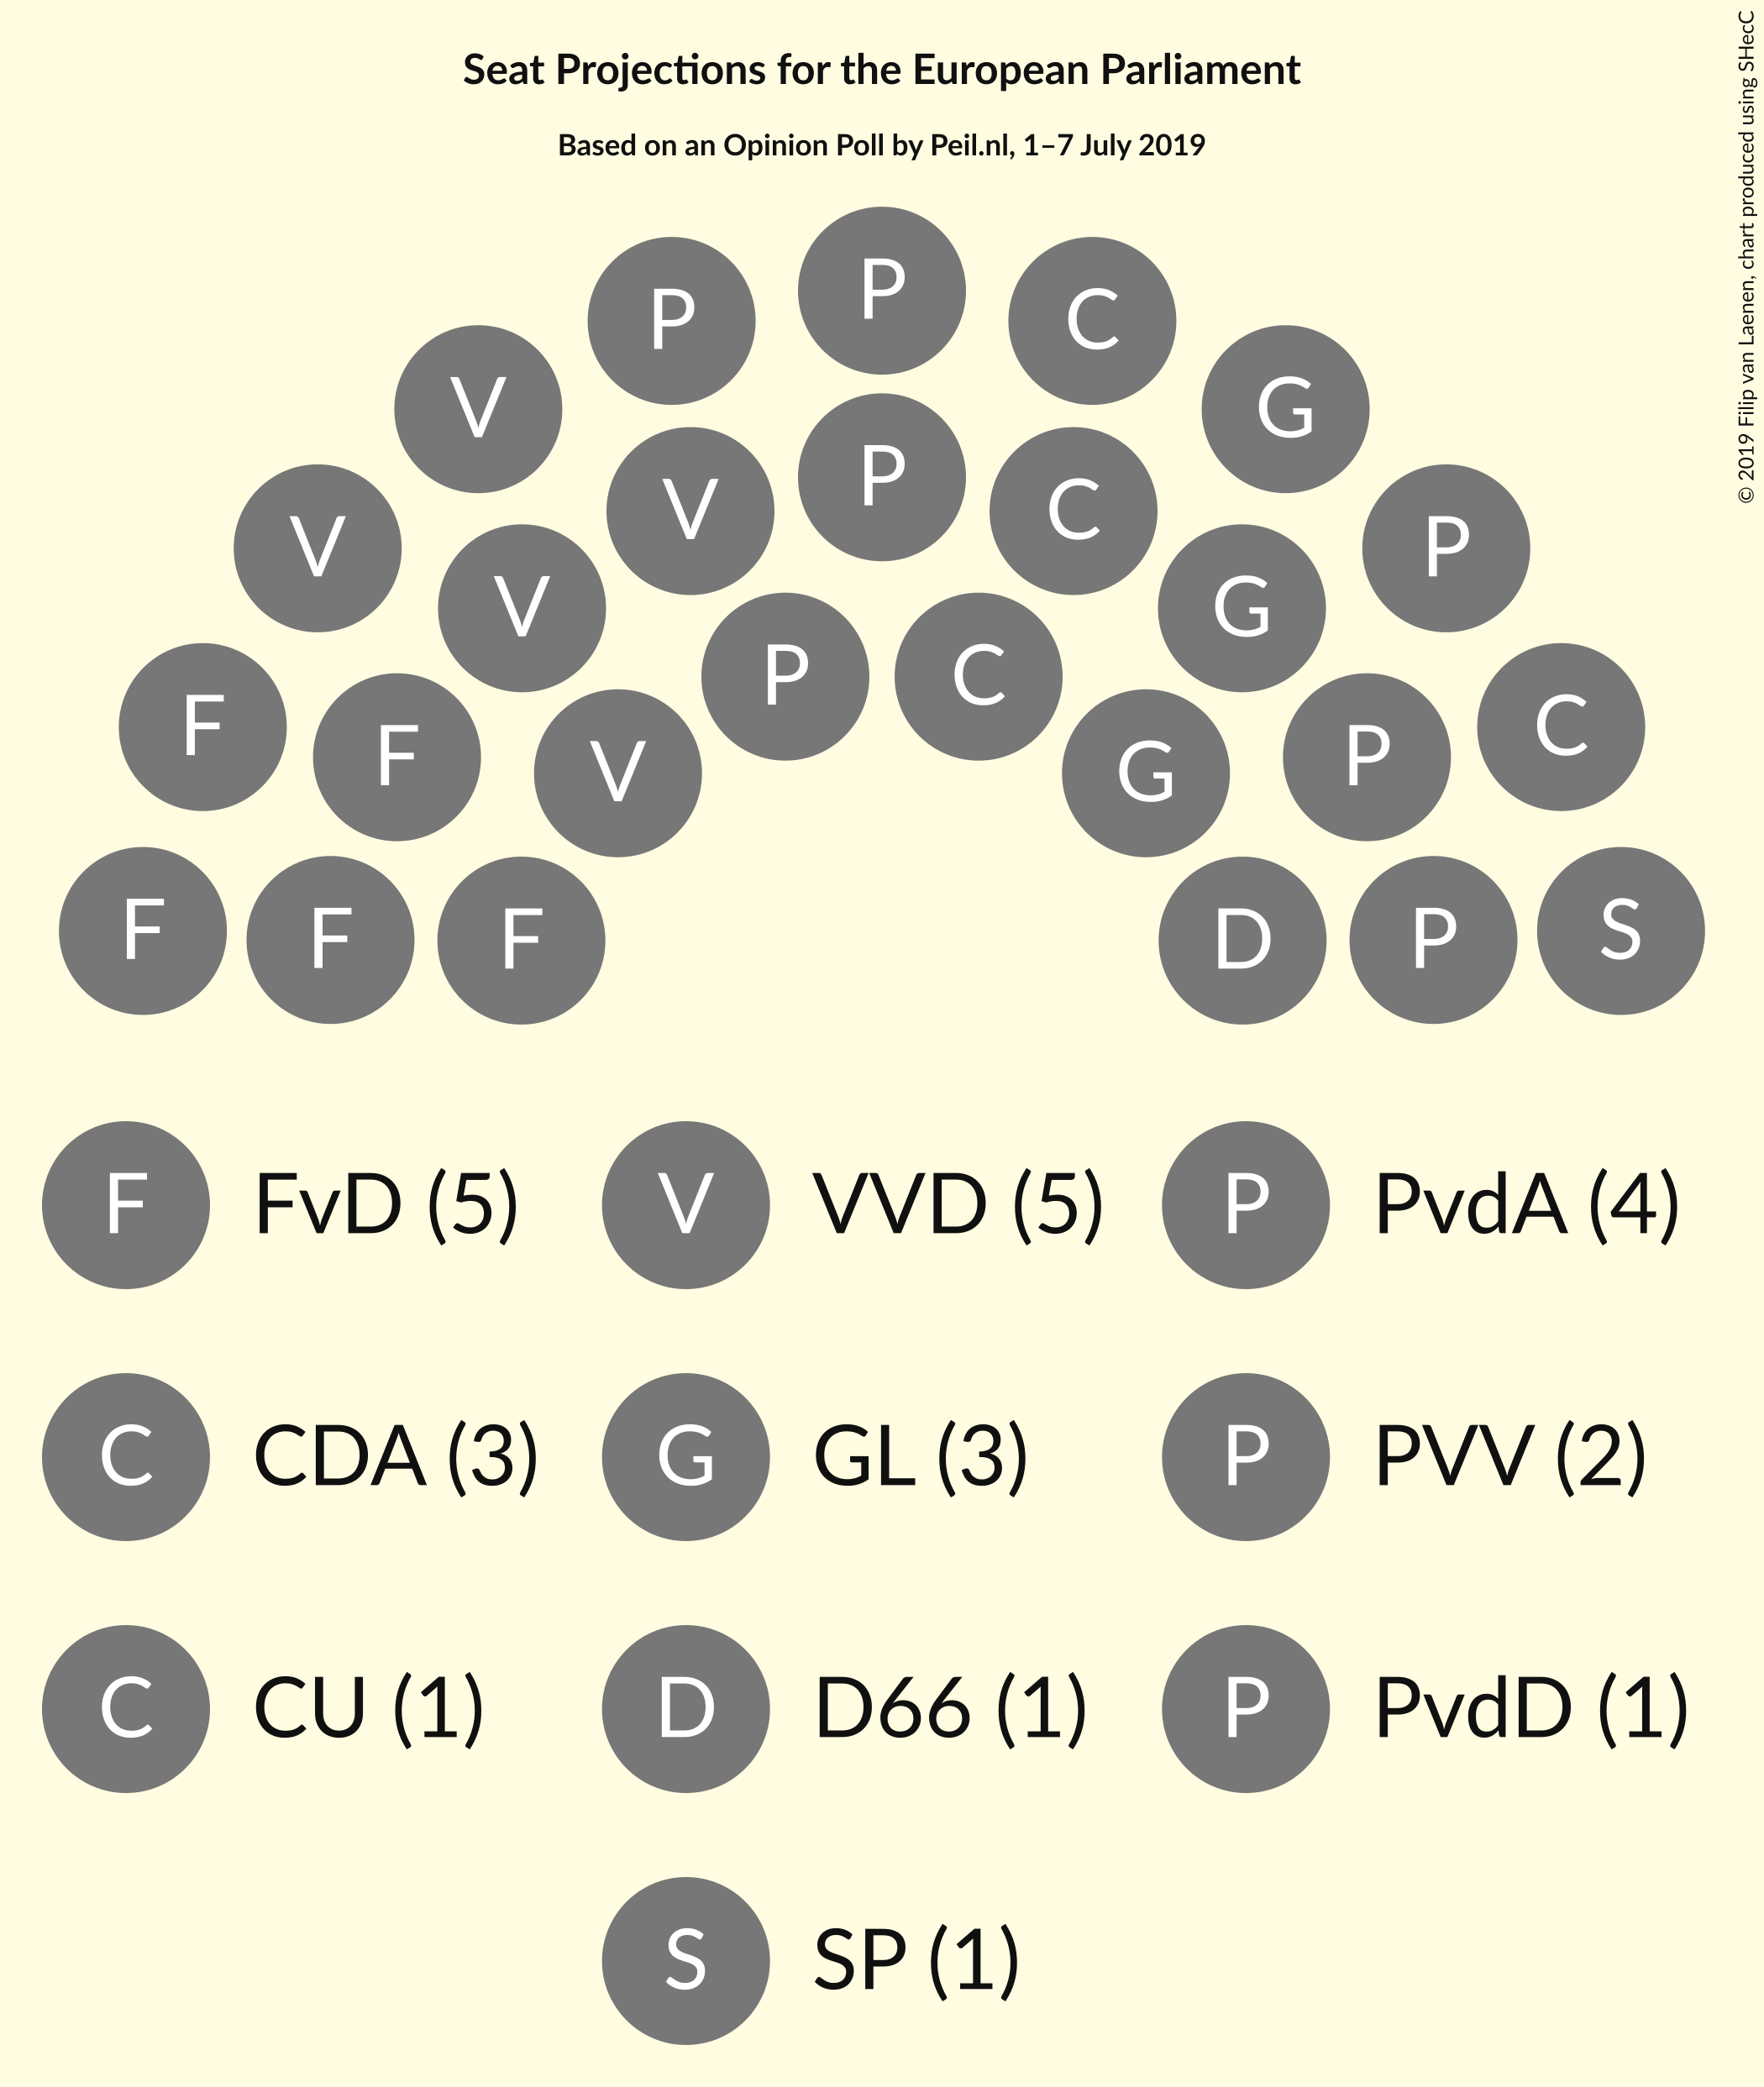 Seat Projections for the European Parliament
Based on an Opinion Poll by Peil.nl, 1–7 July 2019
© 2019 Filip van Laenen, chart produced using SHecC
P
P
C
V
G
P
V
C
V
P
V
G
P
C
F
V
G
F
P
C
F
F
F
D
P
S
F FvD (5)
V VVD (5)
P PvdA (4)
C CDA (3)
G GL (3)
P PVV (2)
C CU (1)
D D66 (1)
P PvdD (1)
S SP (1)